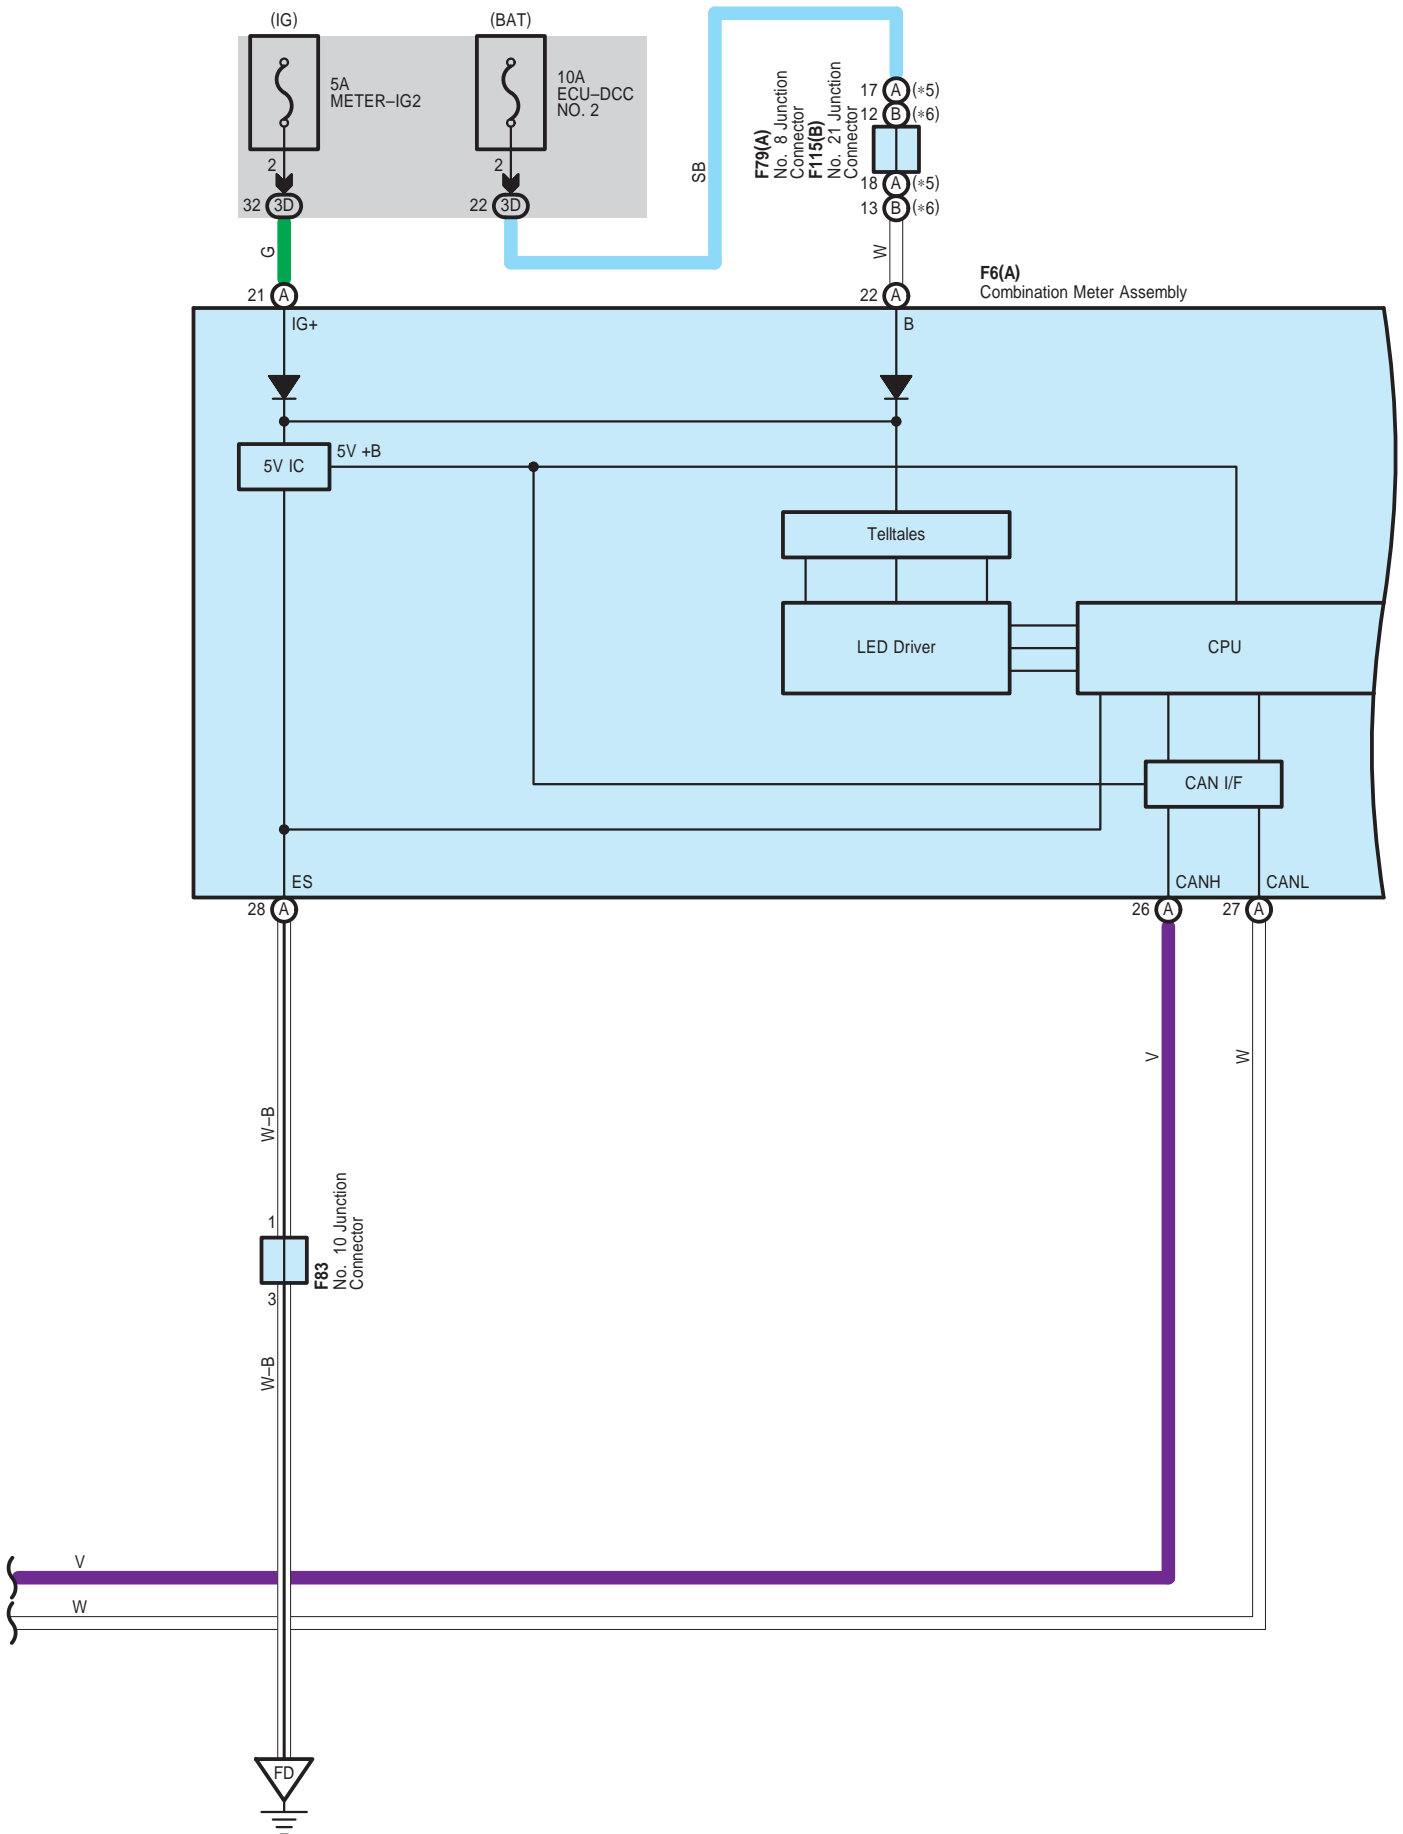 (IG)
(BAT)
5A
METER–IG2
10A
ECU–DCC
NO. 2
2
2
32 3D
22 3D
G
SB
F79(A)
No. 8 Junction
Connector
F115(B)
No. 21 Junction
Connector
17 A (*5)
12 B (*6)
18 A (*5)
13 B (*6)
W
F6(A)
Combination Meter Assembly
21 A
22 A
IG+
B
5V IC
5V +B
Telltales
LED Driver
CPU
CAN I/F
ES
CANH
CANL
28 A
26 A
27 A
V
W
W–B
1
F83
No. 10 Junction
Connector
3
W–B
V
W
FD